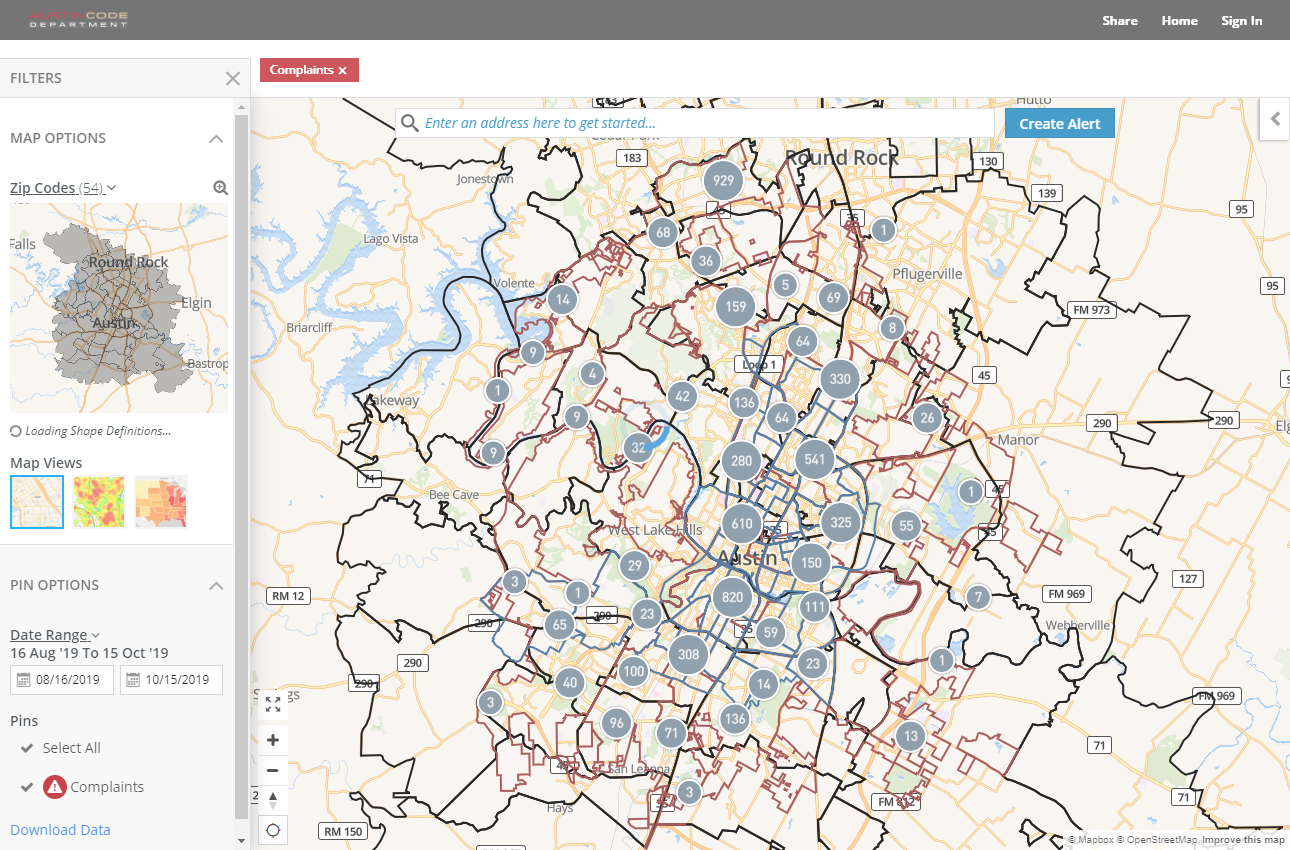 AUSTIN CODE
DEPARTMENT
Share
Home
Sign In
FILTERS
Complaints ×
MAP OPTIONS
Zip Codes (54)
Falls
Round Rock
Elgin
Austin
Bastrop
Loading Shape Definitions...
Map Views
PIN OPTIONS
Date Range
16 Aug '19 To 15 Oct '19
08/16/2019
10/15/2019
Pins
Select All
Complaints
Download Data
Enter an address here to get started...
Create Alert
Hutto
183
Round Rock
130
Jonestown
929
139
95
35
68
1
Lago Vista
36
Pflugerville
Volente
5
95
14
159
69
FM 973
Briarcliff
8
64
9
Loop 1
4
45
330
1
42
Lakeway
136
9
64
26
290
290
Manor
32
9
280
541
71
Bee Cave
1
45
610
325
55
West Lake Hills
35
Austin
29
150
3
127
1
820
RM 12
7
FM 969
111
23
290
65
290
35
59
Webberville
308
1
290
100
23
290
40
14
FM 969
3
96
136
71
13
71
45
San Leanna
3
71
35
FM 812
Hays
RM 150
© Mapbox © OpenStreetMap Improve this map